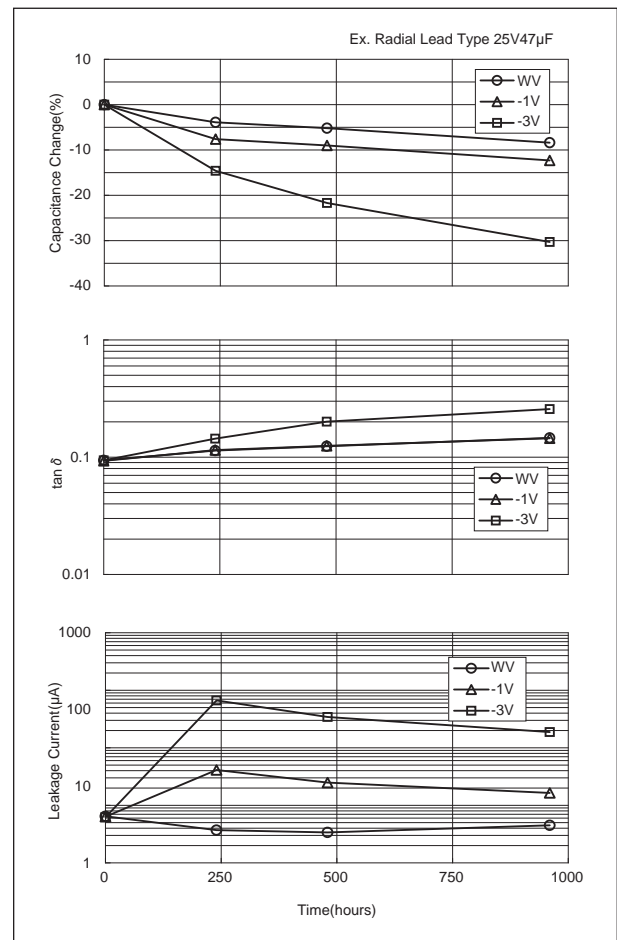 Ex. Radial Lead Type 25V47μF
10
0
-10
-20
-30
-40
Capacitance Change(%)
WV
-1V
-3V
1
0.1
0.01
tan δ
WV
-1V
-3V
1000
100
10
1
Leakage Current(μA)
WV
-1V
-3V
0
250
500
750
1000
Time(hours)